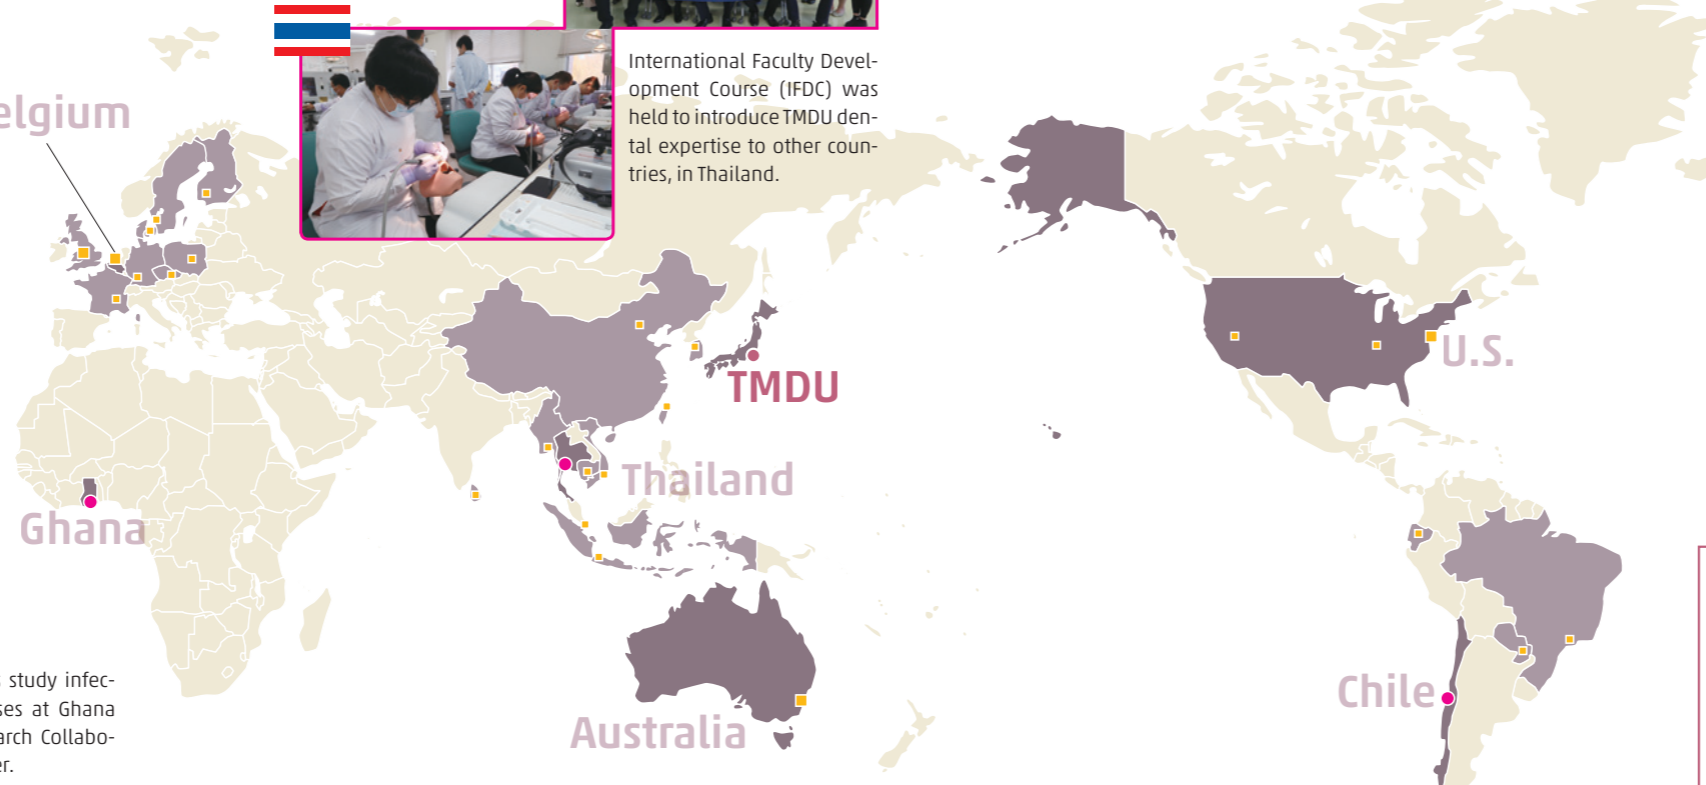 International Faculty Devel-
opment Course (IFDC) was
held to introduce TMDU den-
tal expertise to other coun-
tries, in Thailand.
elgium
U.S.
TMDU
Thailand
Ghana
study infec-
ses at Ghana
arch Collabo-
er.
Chile
Australia